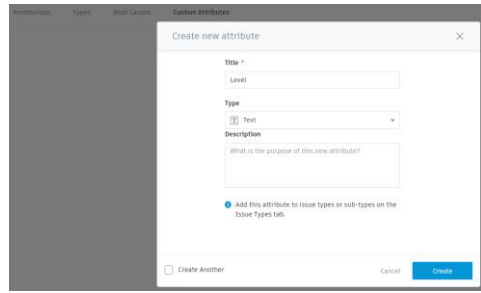 Permissions Types Root Causes Custom Attributes
Create new attribute
Title *
Level
Type
Text
Description
What is the purpose of this new attribute?
Add this attribute to issue types or sub-types on the
Issue Types tab.
Create Another Cancel Create